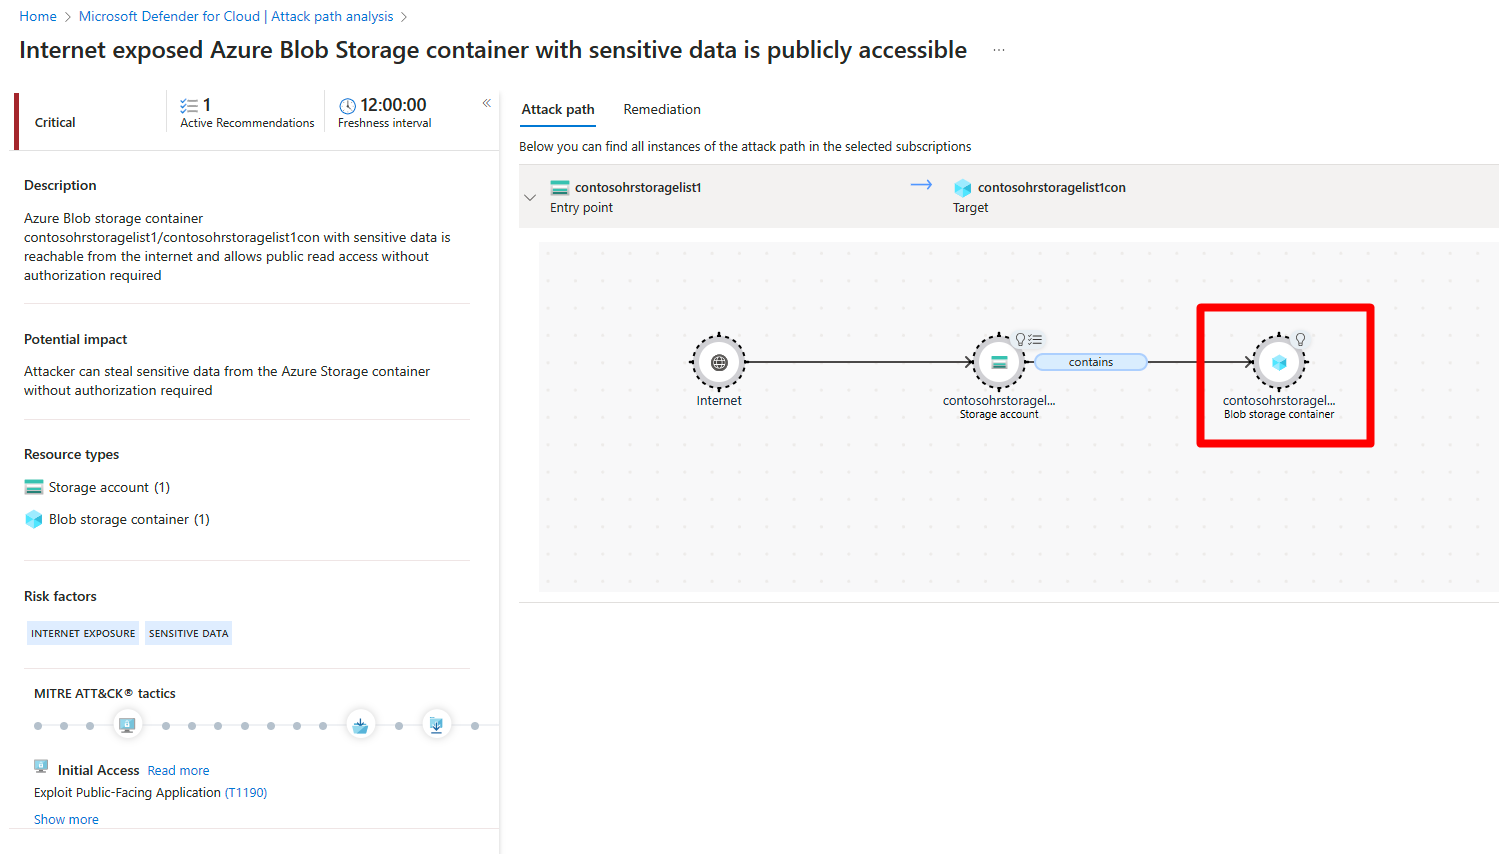 Home > Microsoft Defender for Cloud | Attack path analysis >
Internet exposed Azure Blob Storage container with sensitive data is publicly accessible ...
Critical
1
Active Recommendations
12:00:00
Freshness interval
«
Description
Azure Blob storage container
contosohrstoragelist1/contosohrstoragelist1con with sensitive data is
reachable from the internet and allows public read access without
authorization required
Potential impact
Attacker can steal sensitive data from the Azure Storage container
without authorization required
Resource types
Storage account (1)
Blob storage container (1)
Risk factors
INTERNET EXPOSURE SENSITIVE DATA
MITRE ATT&CK® tactics
Initial Access Read more
Exploit Public-Facing Application (T1190)
Show more
Attack path Remediation
Below you can find all instances of the attack path in the selected subscriptions
contosohrstoragelist1
Entry point
contosohrstoragelist1con
Target
Internet
contosohrstoragel...
Storage account
contains
contosohrstoragel...
Blob storage container